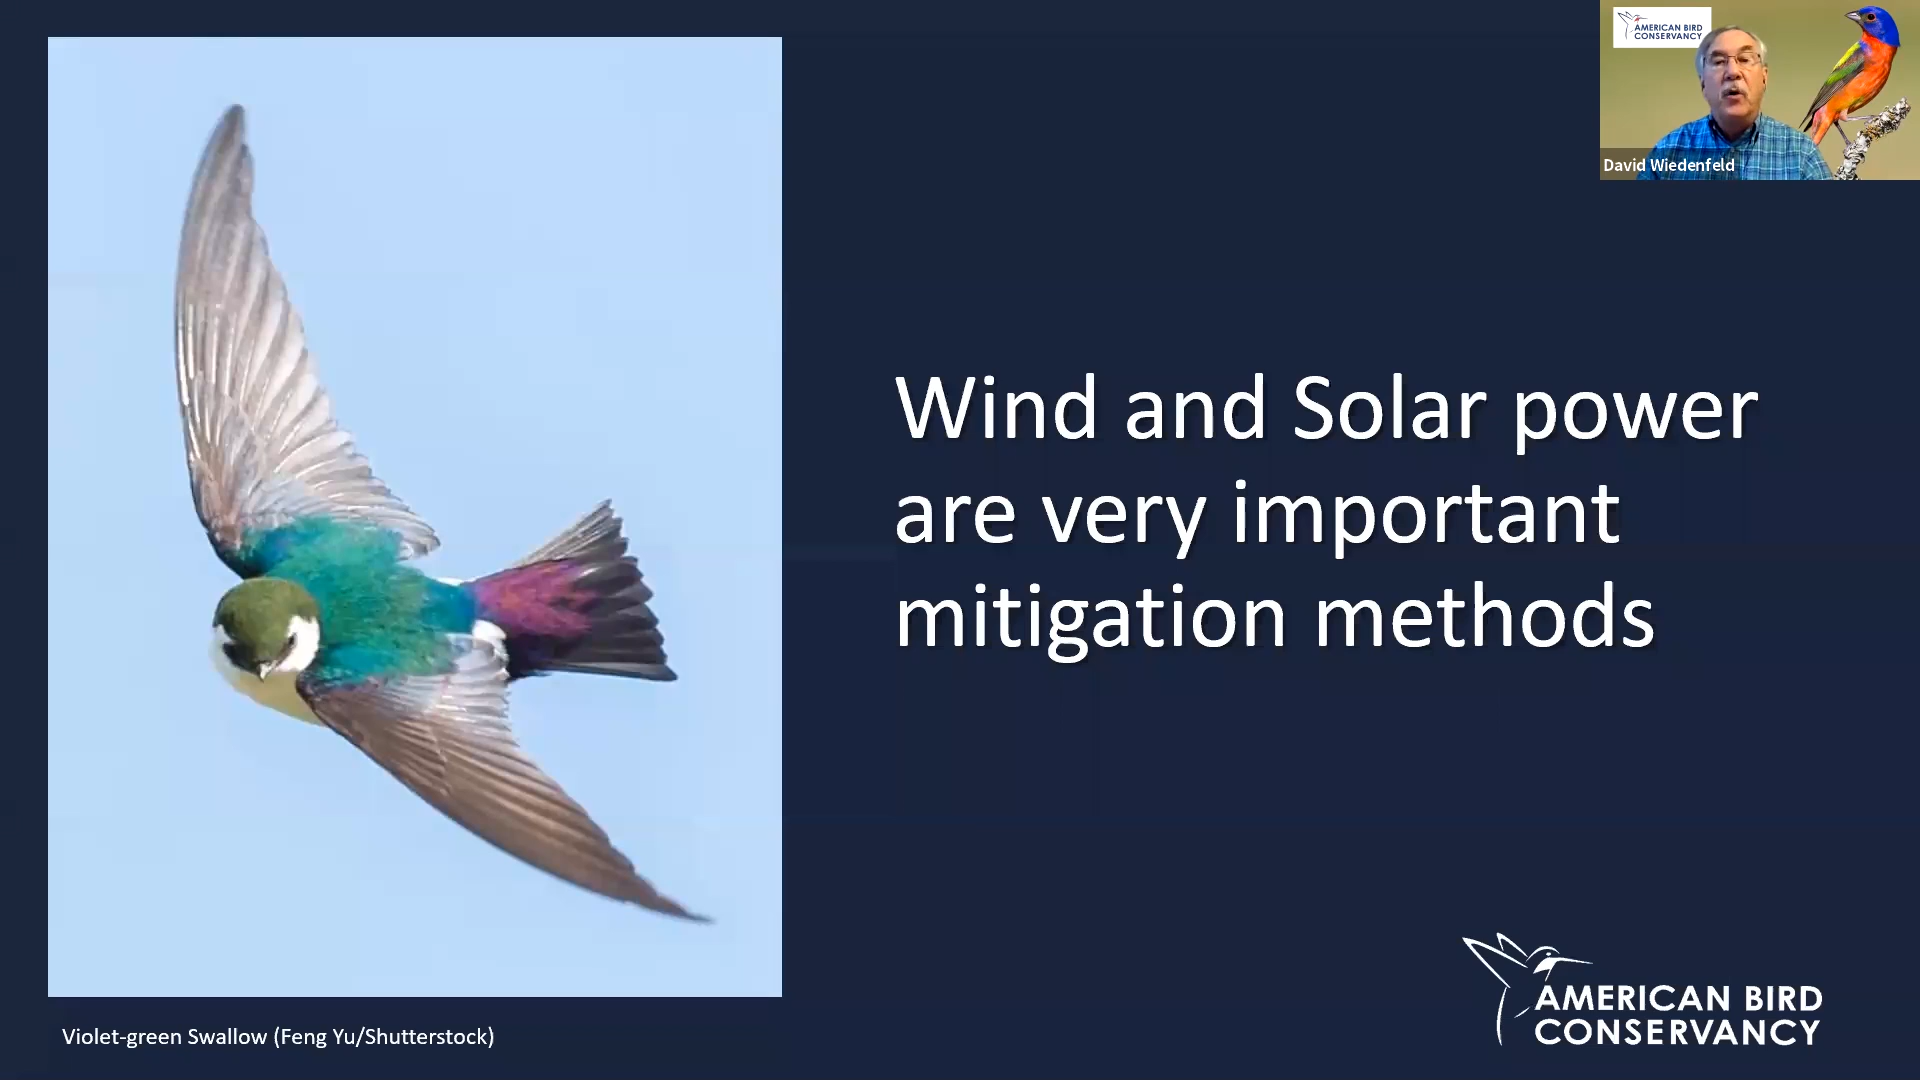 AMERICAN BIRD
CONSERVANCY
David Wiedenfeld
Wind and Solar power
are very important
mitigation methods
AMERICAN BIRD
CONSERVANCY
Violet-green Swallow (Feng Yu/Shutterstock)